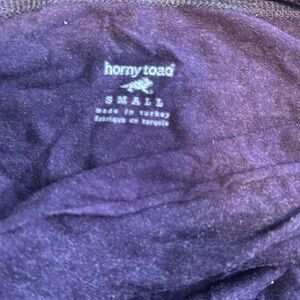 horny toad
SMALL
made in turkey
fabriqué en turquie